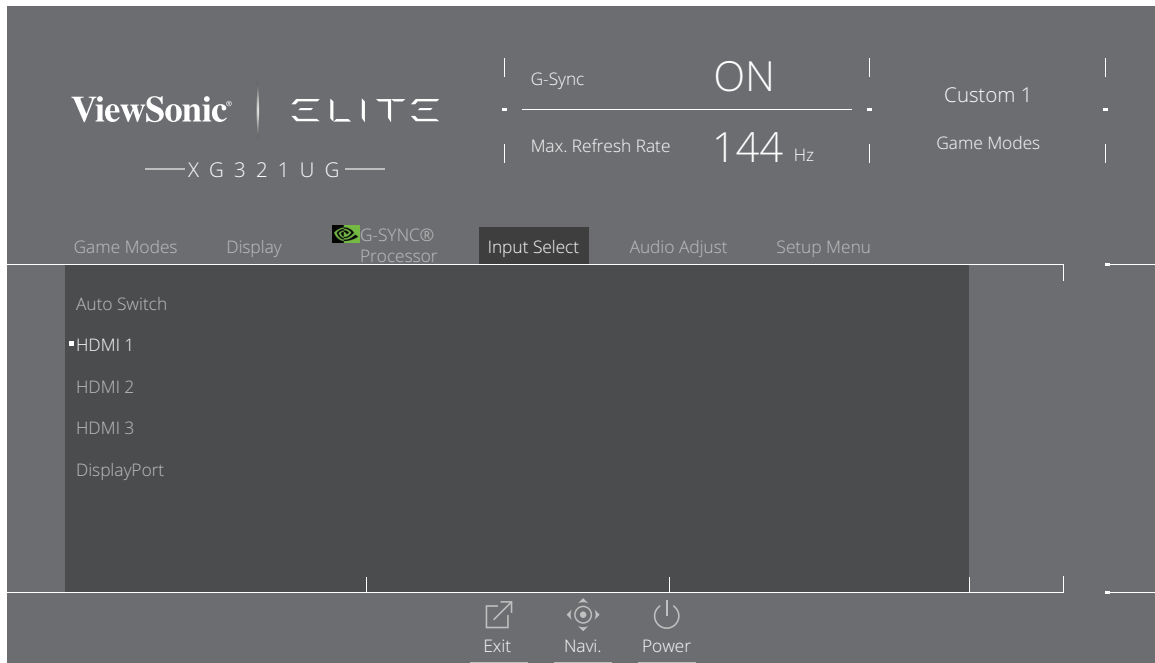 ViewSonic® ELITE
XG321UG
G-Sync ON
Max. Refresh Rate 144 Hz
Custom 1
Game Modes
Game Modes
Display
G-SYNC®
Processor
Input Select
Audio Adjust
Setup Menu
Auto Switch
HDMI 1
HDMI 2
HDMI 3
DisplayPort
Exit
Navi.
Power